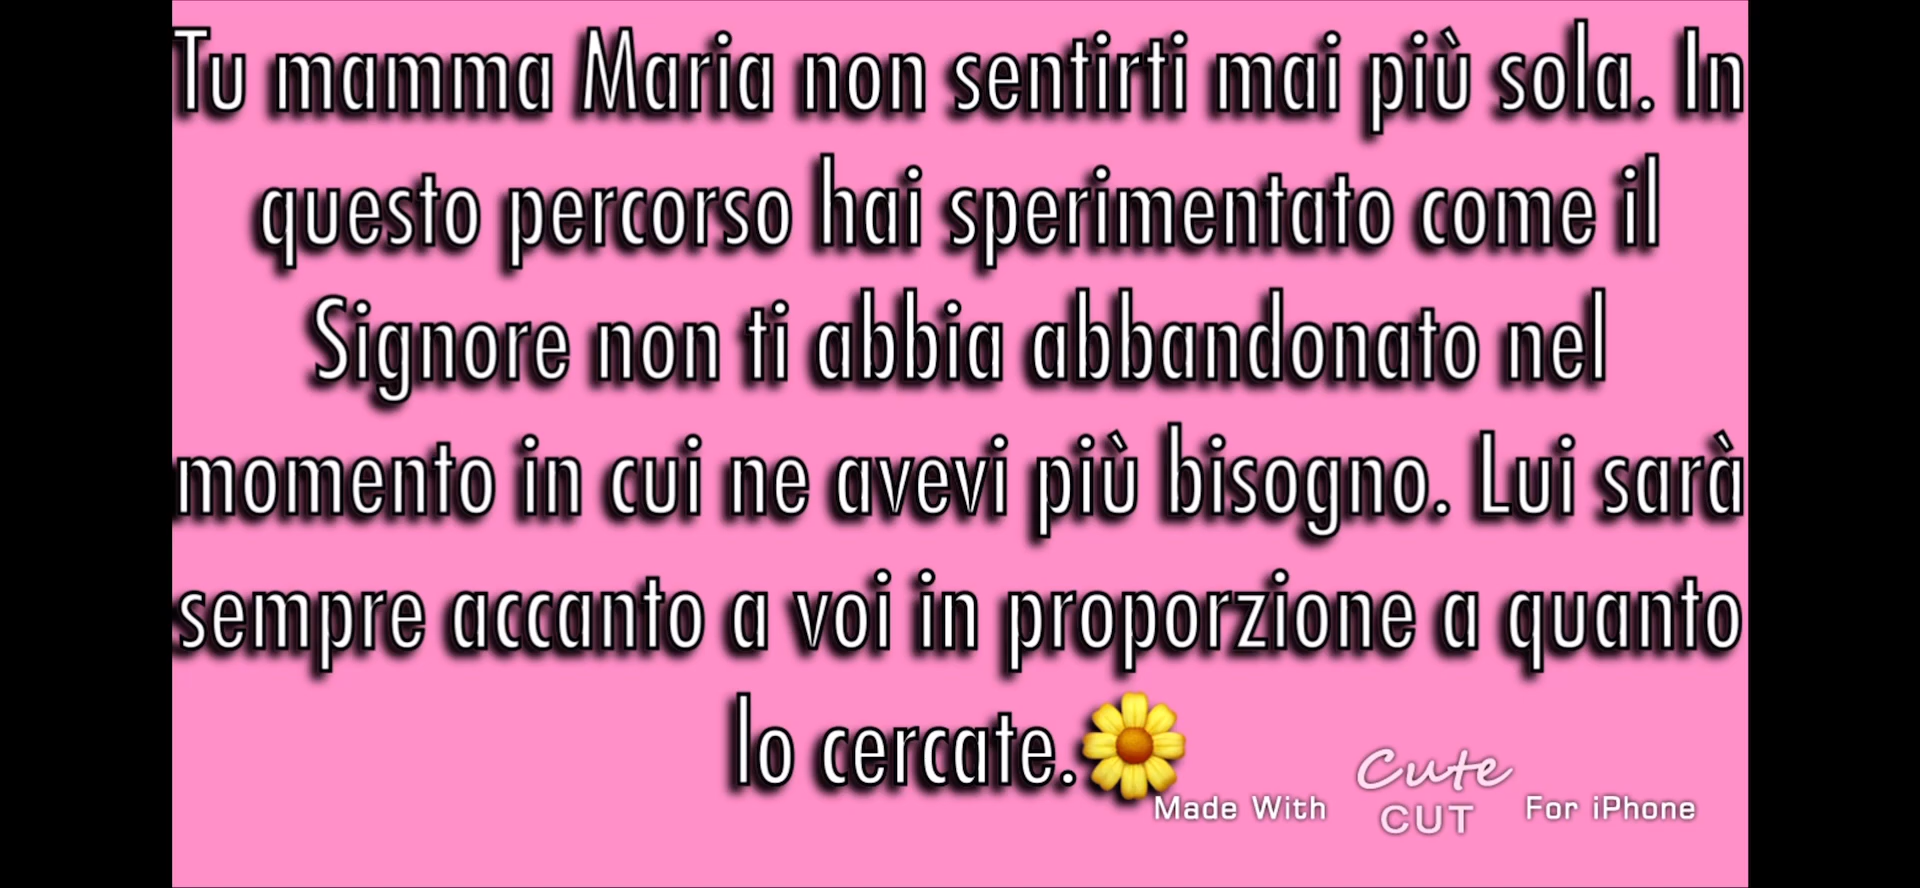 Tu mamma Maria non sentirti mai più sola. In
questo percorso hai sperimentato come il
Signore non ti abbia abbandonato nel
momento in cui ne avevi più bisogno. Lui sarà
sempre accanto a voi in proporzione a quanto
lo cercate.🌼
Made With Cute CUT For iPhone